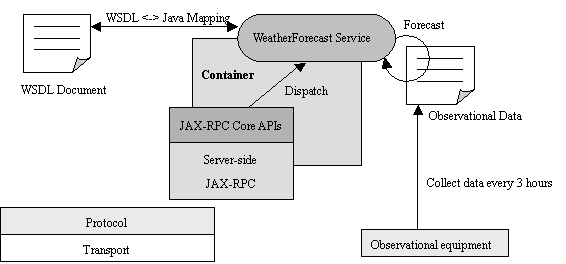 WSDL <-> Java Mapping
WeatherForecast Service
Forecast
Container
WSDL Document
Dispatch
Observational Data
JAX-RPC Core APIs
Server-side
JAX-RPC
Collect data every 3 hours
Protocol
Transport
Observational equipment